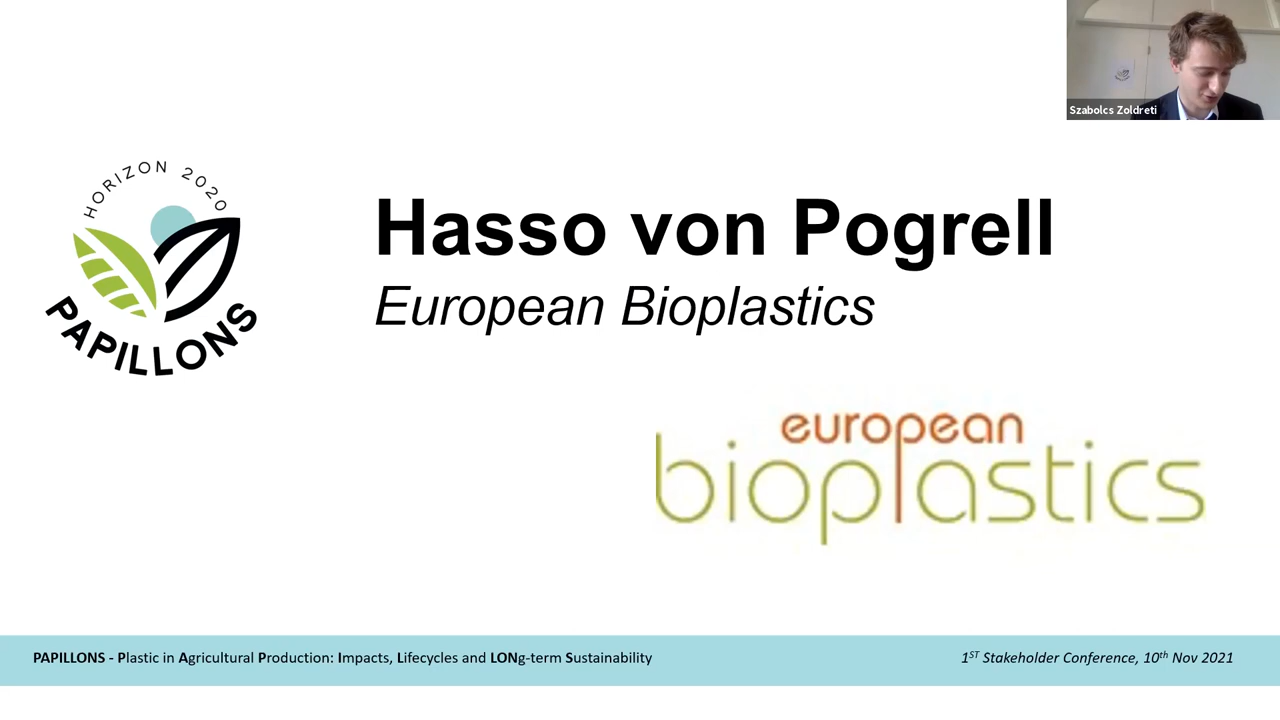 Szabolcs Zoldreti
HORIZON 2020
PAPILLONS
Hasso von Pogrell
European Bioplastics
european
bioplastics
PAPILLONS - Plastic in Agricultural Production: Impacts, Lifecycles and LONg-term Sustainability
1ST Stakeholder Conference, 10th Nov 2021